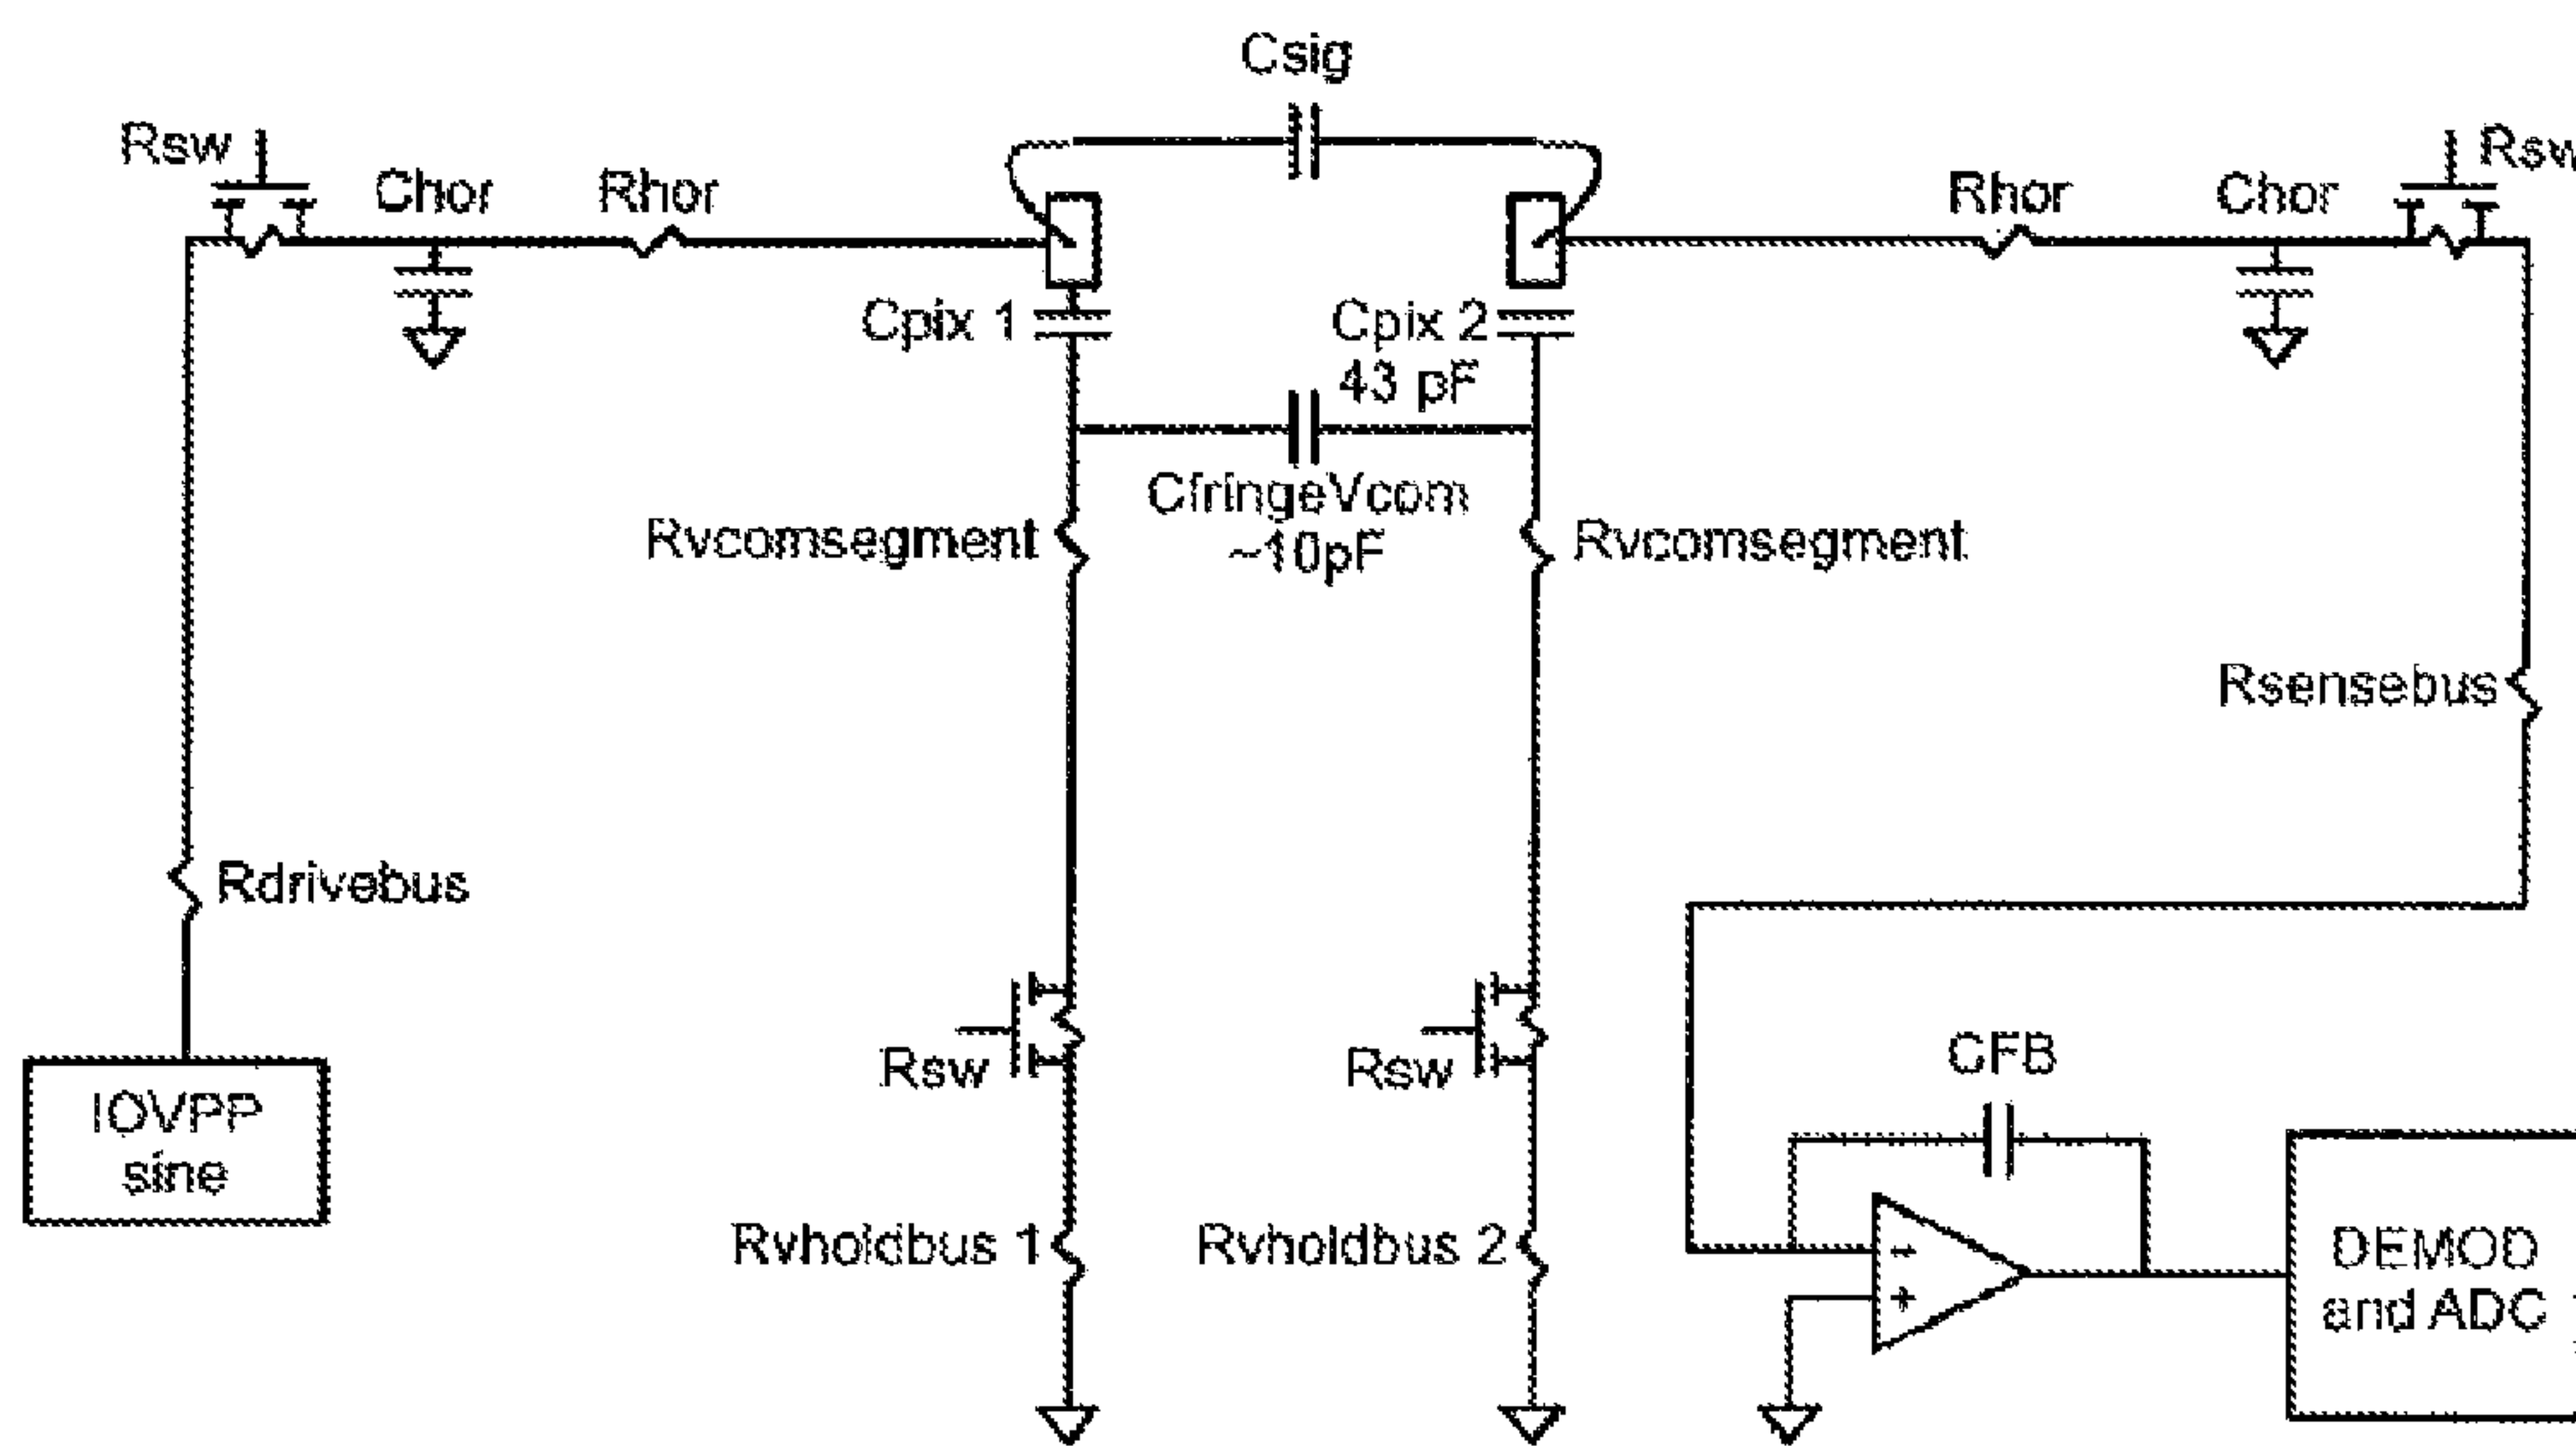 Csig
Rsw
Chor
Rhor
Rhor
Chor
Rsw
Cpix 1
Cpix 2
43 pF
CfringeVcom
~10pF
Rvcomsegment
Rvcomsegment
Rsensebus
Rdrivebus
Rsw
Rsw
IOVPP
sine
CFB
Rvholdbus 1
Rvholdbus 2
-
+
DEMOD
and ADC